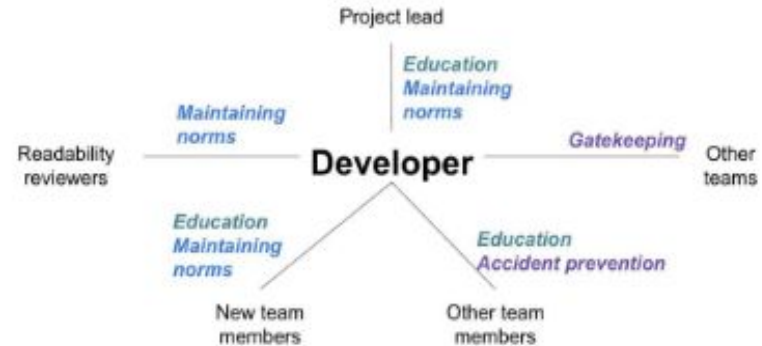 Project lead
Education
Maintaining
norms
Maintaining
norms
Gatekeeping
Readability
reviewers
Developer
Other
teams
Education
Maintaining
norms
Education
Accident prevention
New team
members
Other team
members